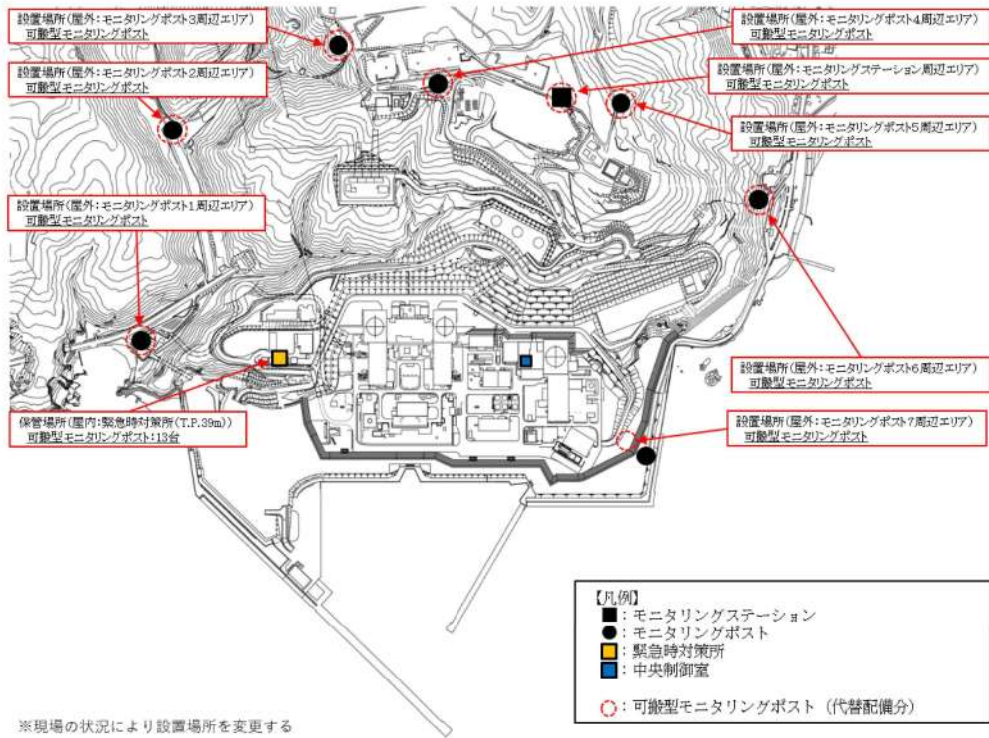 設置場所(屋外:モニタリングポスト3周辺エリア)
可搬型モニタリングポスト
設置場所(屋外:モニタリングポスト2周辺エリア)
可搬型モニタリングポスト
設置場所(屋外:モニタリングポスト1周辺エリア)
可搬型モニタリングポスト
保管場所(屋内:緊急時対策所(T.P.39m))
可搬型モニタリングポスト:13台
設置場所(屋外:モニタリングポスト4周辺エリア)
可搬型モニタリングポスト
設置場所(屋外:モニタリングステーション周辺エリア)
可搬型モニタリングポスト
設置場所(屋外:モニタリングポスト5周辺エリア)
可搬型モニタリングポスト
設置場所(屋外:モニタリングポスト6周辺エリア)
可搬型モニタリングポスト
設置場所(屋外:モニタリングポスト7周辺エリア)
可搬型モニタリングポスト
【凡例】
:モニタリングステーション
:モニタリングポスト
:緊急時対策所
:中央制御室
:可搬型モニタリングポスト(代替配備分)
※現場の状況により設置場所を変更する